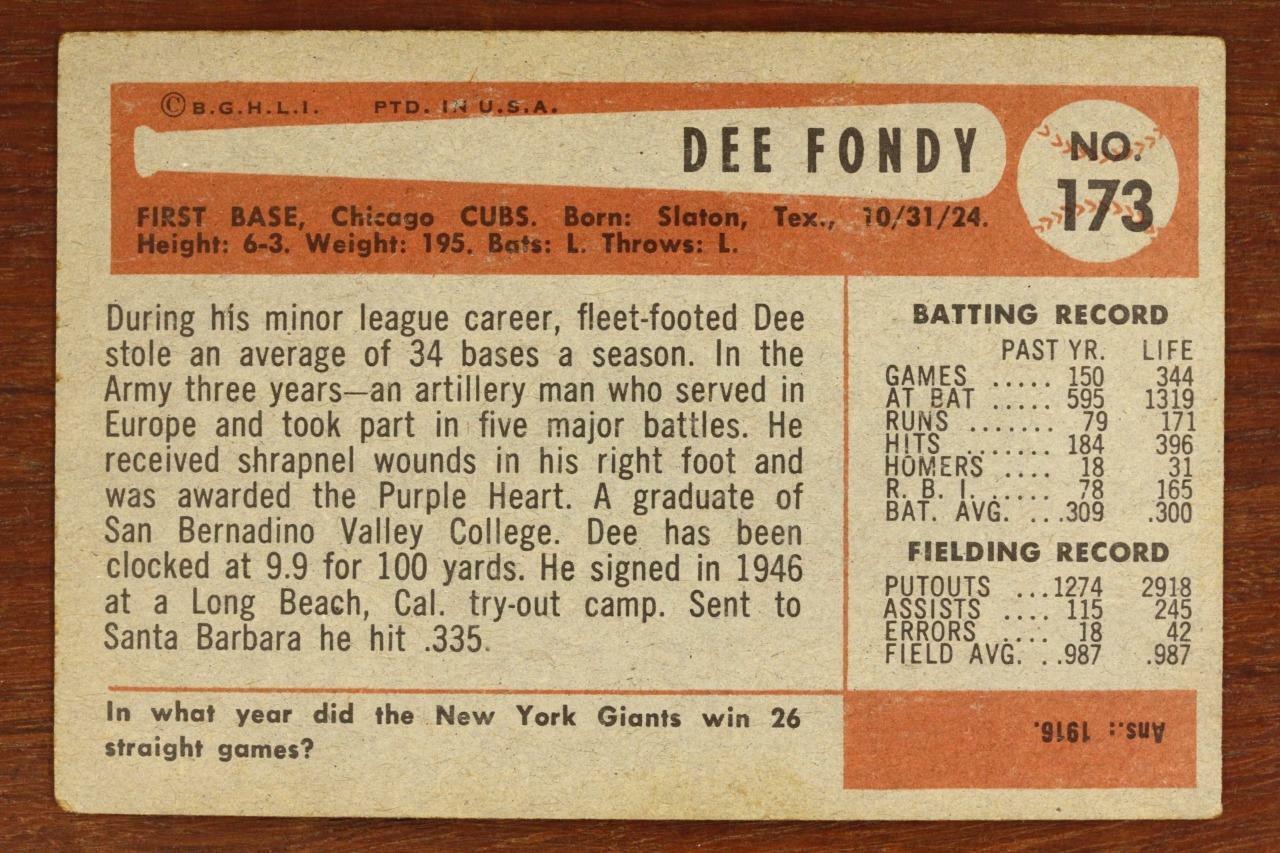 © B.G.H.L.I. PTD. IN U.S.A.
DEE FONDY
NO.
173
FIRST BASE, Chicago CUBS. Born: Slaton, Tex., 10/31/24.
Height: 6-3. Weight: 195. Bats: L. Throws: L.
During his minor league career, fleet-footed Dee
stole an average of 34 bases a season. In the
Army three years—an artillery man who served in
Europe and took part in five major battles. He
received shrapnel wounds in his right foot and
was awarded the Purple Heart. A graduate of
San Bernadino Valley College. Dee has been
clocked at 9.9 for 100 yards. He signed in 1946
at a Long Beach, Cal. try-out camp. Sent to
Santa Barbara he hit .335.
BATTING RECORD
PAST YR. LIFE
GAMES ..... 150 344
AT BAT ..... 595 1319
RUNS ....... 79 171
HITS ....... 184 396
HOMERS .... 18 31
R. B. I. ..... 78 165
BAT. AVG. ...309 .300
FIELDING RECORD
PUTOUTS ...1274 2918
ASSISTS .... 115 245
ERRORS .... 18 42
FIELD AVG. . .987 .987
In what year did the New York Giants win 26
straight games?
Ans.: 1916.